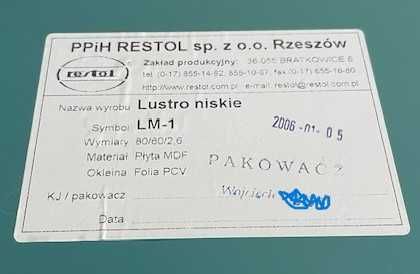 PPiH RESTOL sp. z o.o. Rzeszów
restol
Zakład produkcyjny: 36-055 BRATKOWICE 6
tel. (0-17) 855-14-62, 855-10-67, fax.(0-17) 855-16-80
http://www.restol.com.pl e-mail: restol@restol.com.pl
Nazwa wyrobu Lustro niskie
Symbol LM-1
2006 -01- 05
Wymiary 80/60/2,6
Materiał Płyta MDF
PAKOWACZ
Okleina Folia PCV
KJ / pakowacz
Wojciech
Data